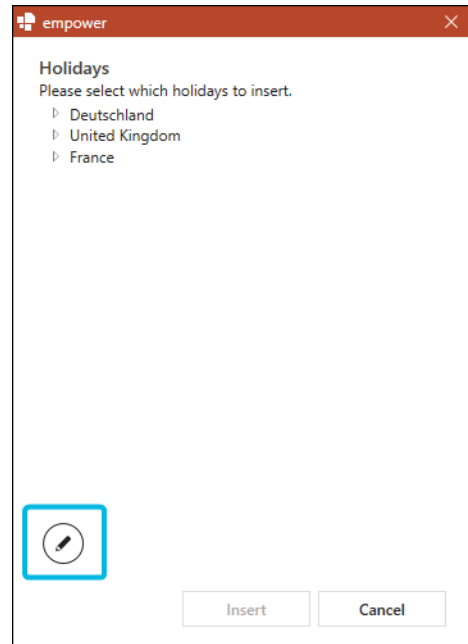 empower
Holidays
Please select which holidays to insert.
Deutschland
United Kingdom
France
Insert
Cancel